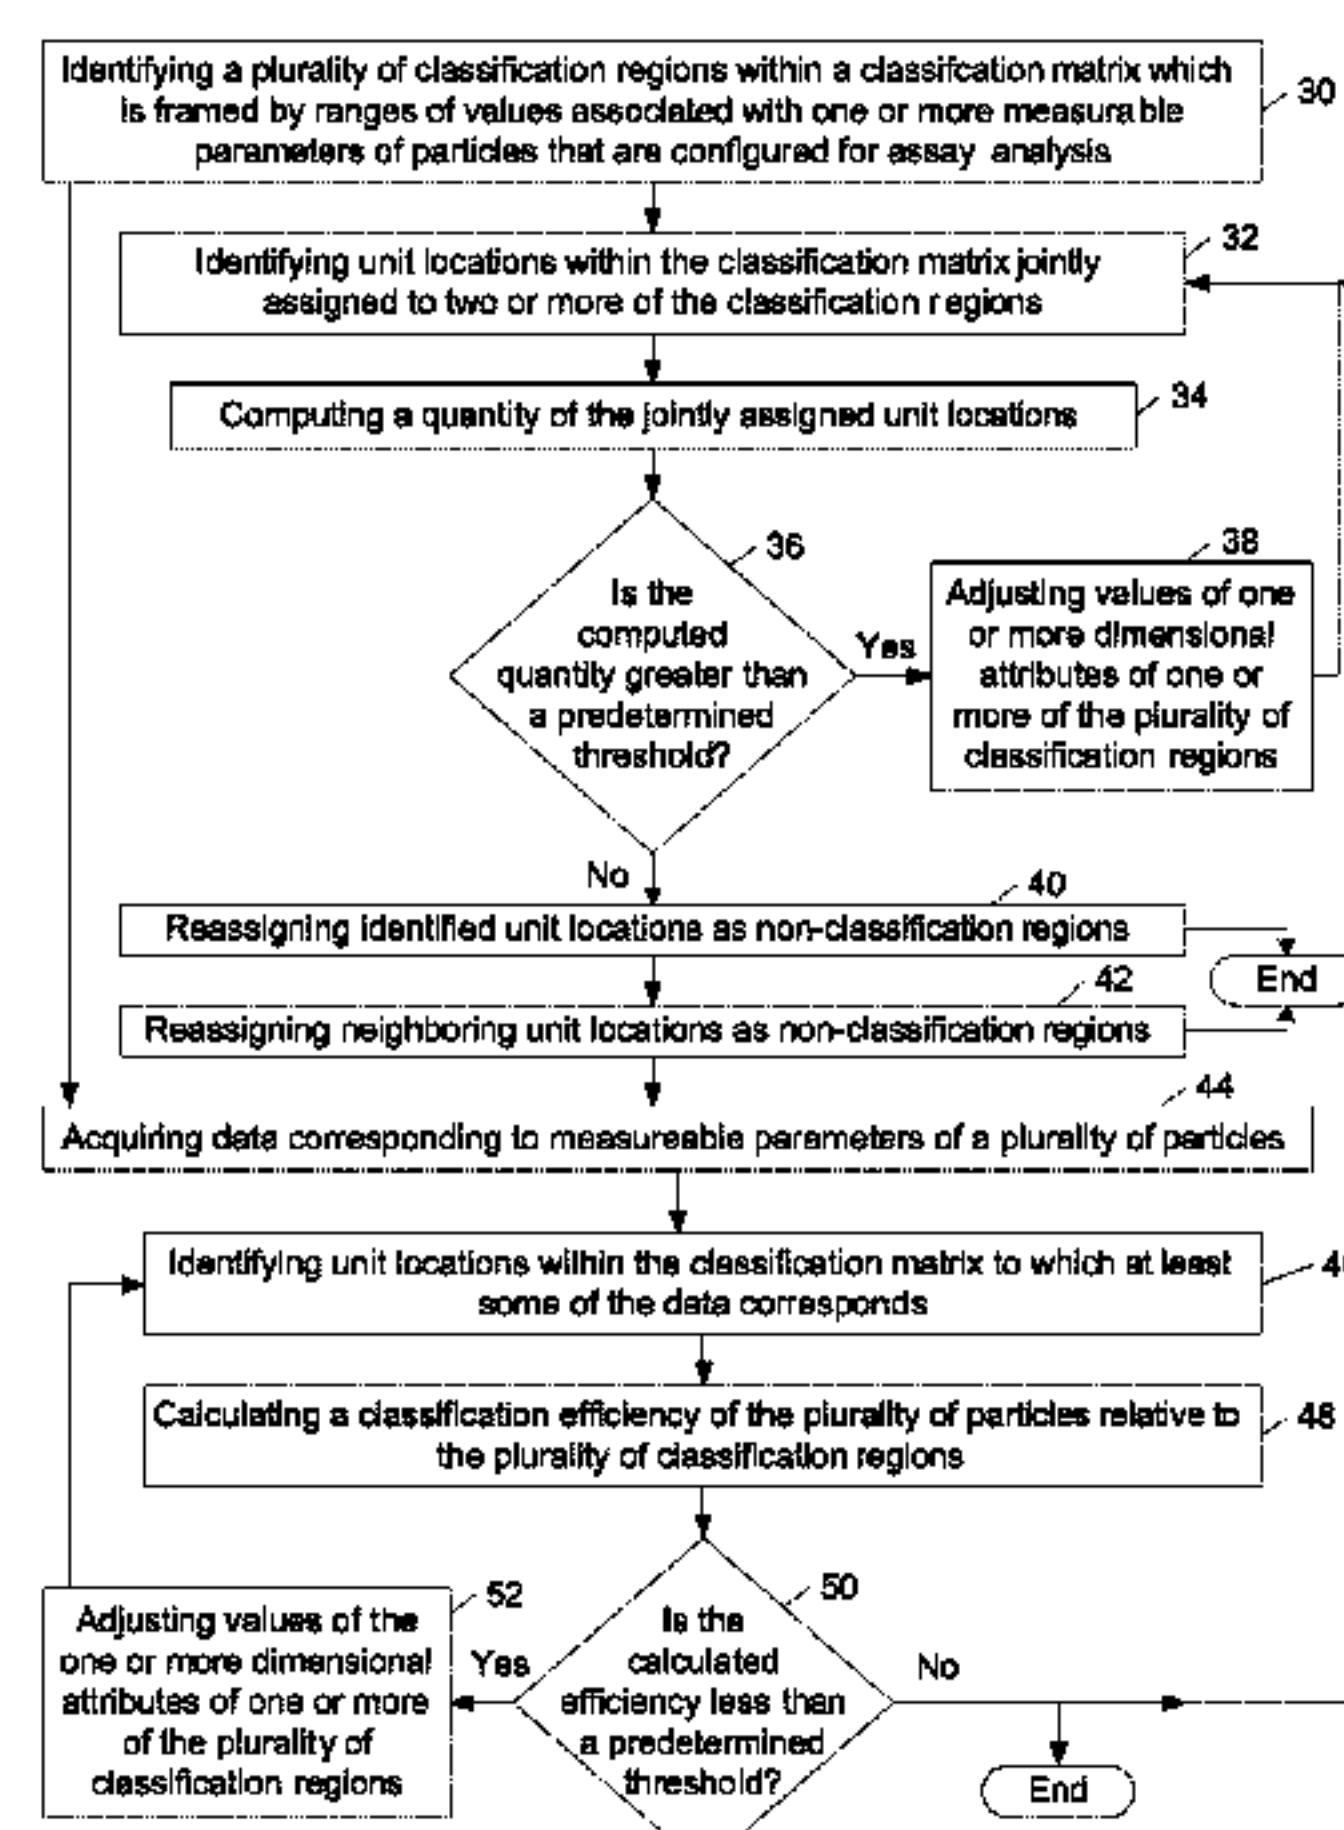 Identifying a plurality of classification regions within a classifcation matrix which
is framed by ranges of values associated with one or more measurable
parameters of particles that are configured for assay analysis
30
32
Identifying unit locations within the classification matrix jointly
assigned to two or more of the classification regions
34
Computing a quantity of the jointly assigned unit locations
36
Is the
computed
quantity greater than
a predetermined
threshold?
Yes
38
Adjusting values of one
or more dimensional
attributes of one or
more of the plurality of
classification regions
No
40
Reassigning identified unit locations as non-classification regions
End
42
Reassigning neighboring unit locations as non-classification regions
44
Acquiring data corresponding to measureable parameters of a plurality of particles
Identifying unit locations within the classification matrix to which at least
some of the data corresponds
Calculating a classification efficiency of the plurality of particles relative to
the plurality of classification regions
48
50
Is the
calculated
efficiency less than
a predetermined
threshold?
Yes
52
Adjusting values of the
one or more dimensional
attributes of one or more
of the plurality of
classification regions
No
End